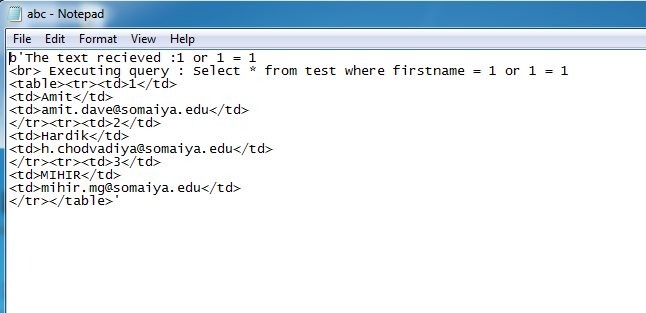 abc - Notepad
File Edit Format View Help
b'The text recieved :1 or 1 = 1
<br> Executing query : Select * from test where firstname = 1 or 1 = 1
<table><tr><td>1</td>
<td>Amit</td>
<td>amit.dave@somaiya.edu</td>
</tr><tr><td>2</td>
<td>Hardik</td>
<td>h.chodvadiya@somaiya.edu</td>
</tr><tr><td>3</td>
<td>MIHIR</td>
<td>mihir.mg@somaiya.edu</td>
</tr></table>'